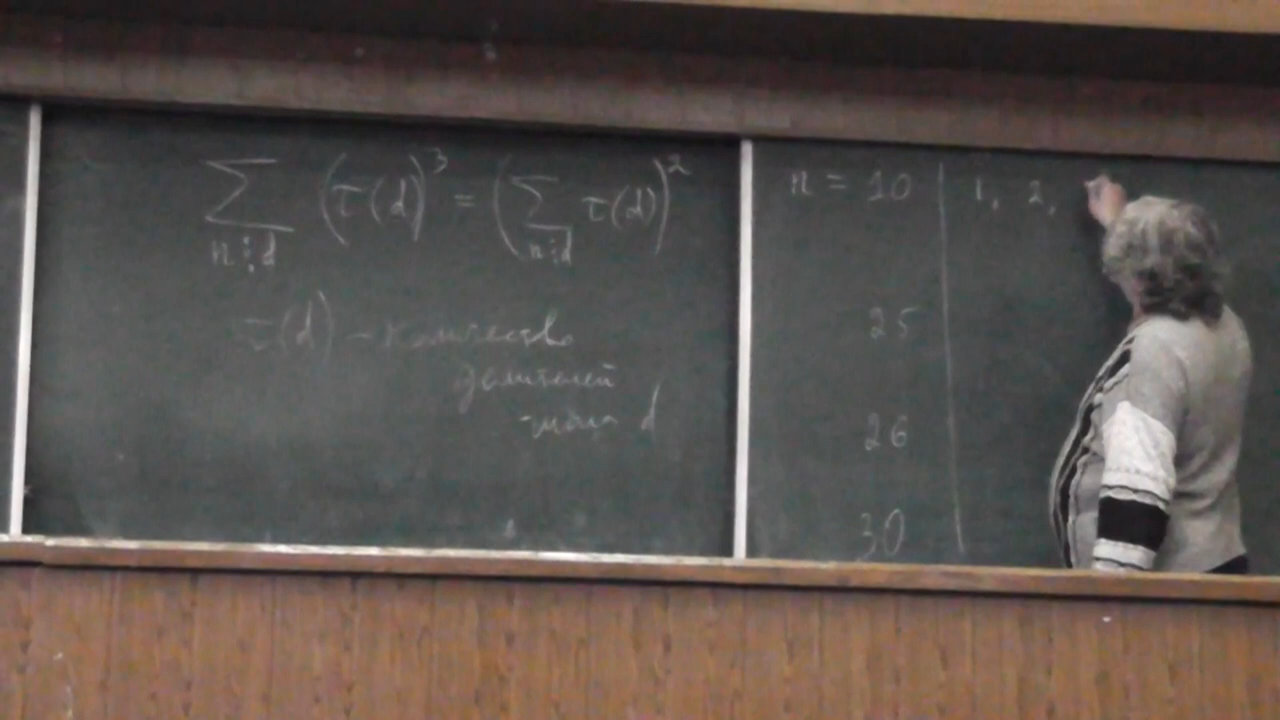 ∑ (τ(d))³ = (∑ τ(d))²
n⋮d n⋮d
τ(d) – количество
делителей
числа d
n = 10 | 1, 2,
25
26
30